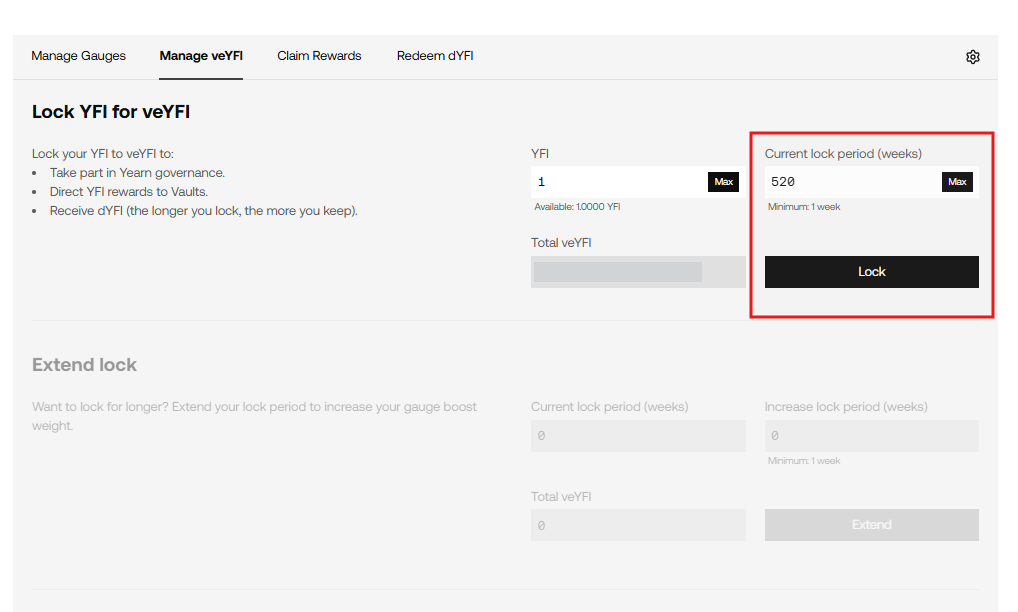 Manage Gauges Manage veYFI Claim Rewards Redeem dYFI
Lock YFI for veYFI
Lock your YFI to veYFI to:
Take part in Yearn governance.
Direct YFI rewards to Vaults.
Receive dYFI (the longer you lock, the more you keep).
YFI
1 Max
Available: 1.0000 YFI
Total veYFI
Current lock period (weeks)
520 Max
Minimum: 1 week
Lock
Extend lock
Want to lock for longer? Extend your lock period to increase your gauge boost
weight.
Current lock period (weeks)
0
Increase lock period (weeks)
0
Minimum: 1 week
Total veYFI
0
Extend